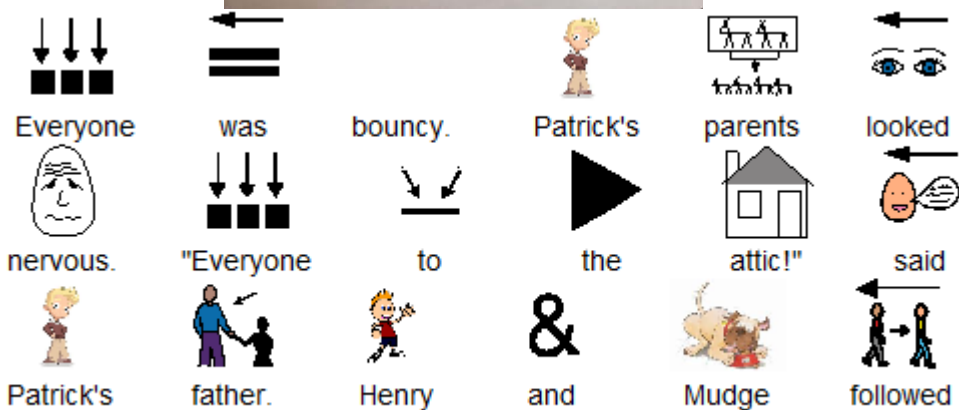 Everyone was bouncy. Patrick's parents looked
nervous. "Everyone to the attic!" said
Patrick's father. Henry and Mudge followed